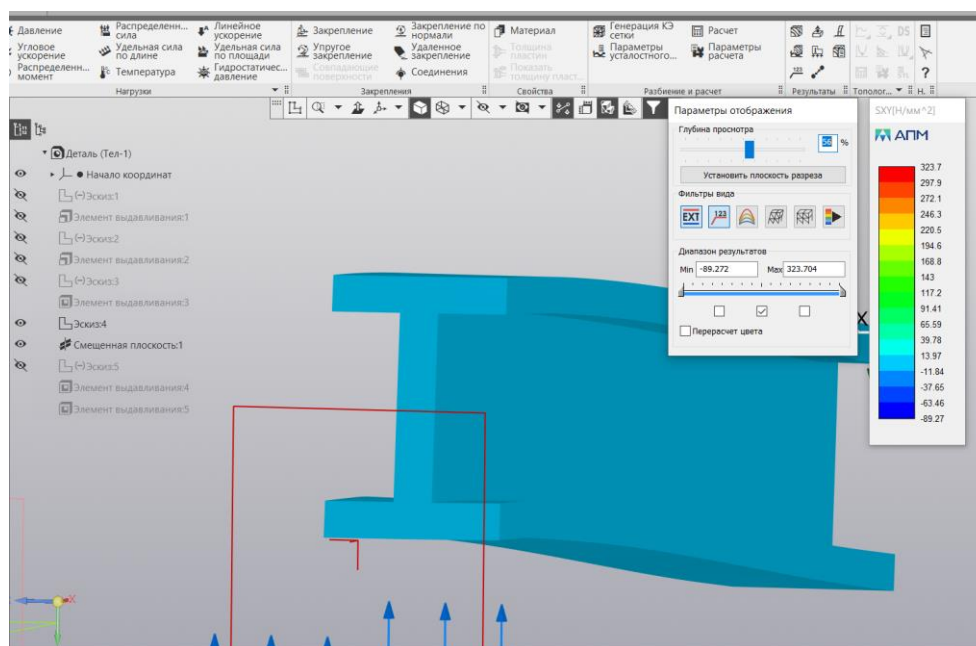 Давление
Распределенн...
сила
Линейное
ускорение
Закрепление
Закрепление по
нормали
Материал
Генерация КЭ
сетки
Расчет
Угловое
ускорение
Удельная сила
по длине
Удельная сила
по площади
Упругое
закрепление
Удаленное
закрепление
Толщина
пластин
Параметры
усталостного...
Параметры
расчета
DS
Распределенн...
момент
Температура
Гидростатичес...
давление
Совпадающие
поверхности
Соединения
Показать
толщину пласт...
Нагрузки
Закрепления
Свойства
Разбиение и расчет
Результаты
Тополог...
Н.
Деталь (Тел-1)
Начало координат
(-)Эскиз:1
Элемент выдавливания:1
(-)Эскиз:2
Элемент выдавливания:2
(-)Эскиз:3
Элемент выдавливания:3
Эскиз:4
Смещенная плоскость:1
(-)Эскиз:5
Элемент выдавливания:4
Элемент выдавливания:5
Параметры отображения
Глубина просмотра
%
Установить плоскость разреза
Фильтры вида
EXT
123
Диапазон результатов
Min -89.272 Max 323.704
Перерасчет цвета
SXY[Н/мм^2]
АПМ
323.7
297.9
272.1
246.3
220.5
194.6
168.8
143
117.2
91.41
65.59
39.78
13.97
-11.84
-37.65
-63.46
-89.27
X
X